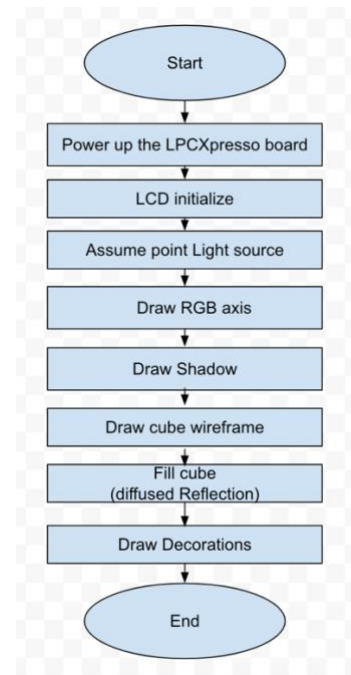 Start
Power up the LPCXpresso board
LCD initialize
Assume point Light source
Draw RGB axis
Draw Shadow
Draw cube wireframe
Fill cube
(diffused Reflection)
Draw Decorations
End